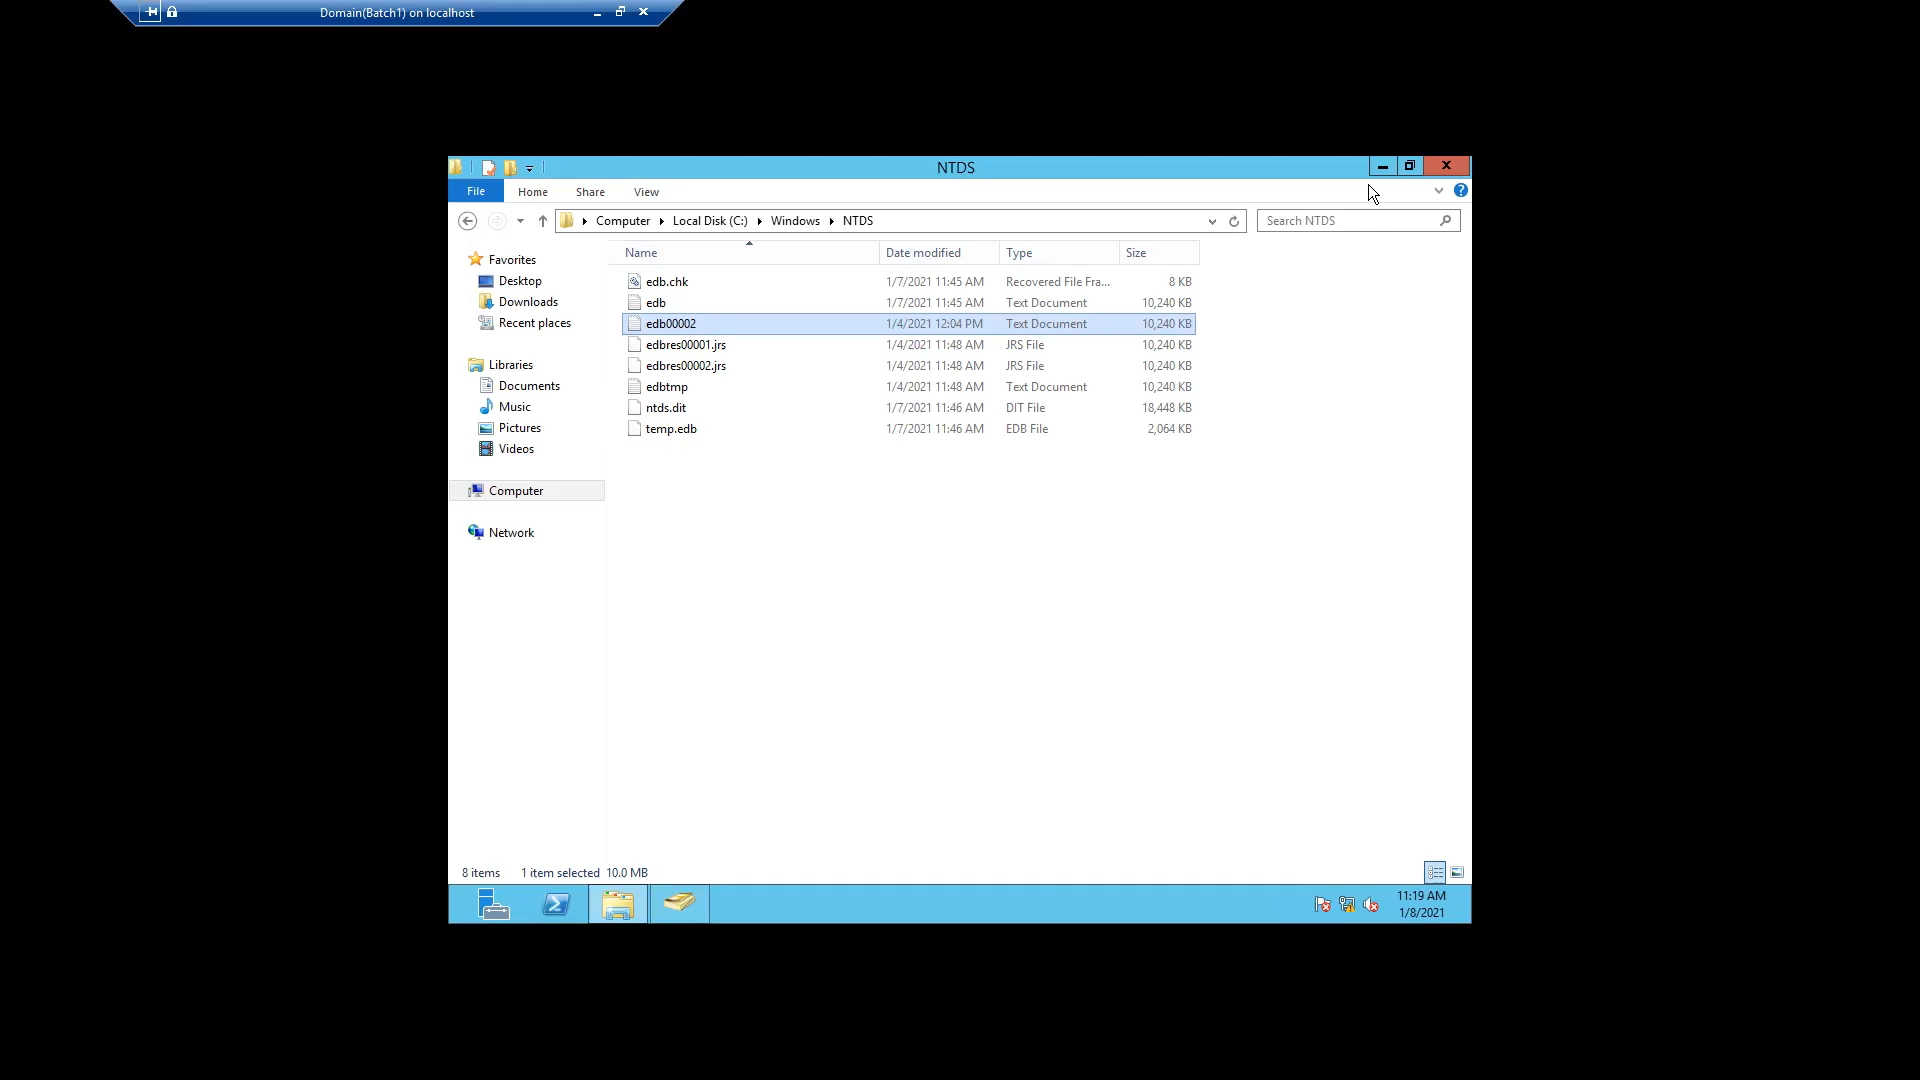 Domain(Batch1) on localhost
NTDS
File Home Share View
Computer Local Disk (C:) Windows NTDS Search NTDS
Name Date modified Type Size
Favorites
Desktop
Downloads
Recent places
Libraries
Documents
Music
Pictures
Videos
Computer
Network
edb.chk 1/7/2021 11:45 AM Recovered File Fra... 8 KB
edb 1/7/2021 11:45 AM Text Document 10,240 KB
edb00002 1/4/2021 12:04 PM Text Document 10,240 KB
edbres00001.jrs 1/4/2021 11:48 AM JRS File 10,240 KB
edbres00002.jrs 1/4/2021 11:48 AM JRS File 10,240 KB
edbtmp 1/4/2021 11:48 AM Text Document 10,240 KB
ntds.dit 1/7/2021 11:46 AM DIT File 18,448 KB
temp.edb 1/7/2021 11:46 AM EDB File 2,064 KB
8 items 1 item selected 10.0 MB
11:19 AM
1/8/2021